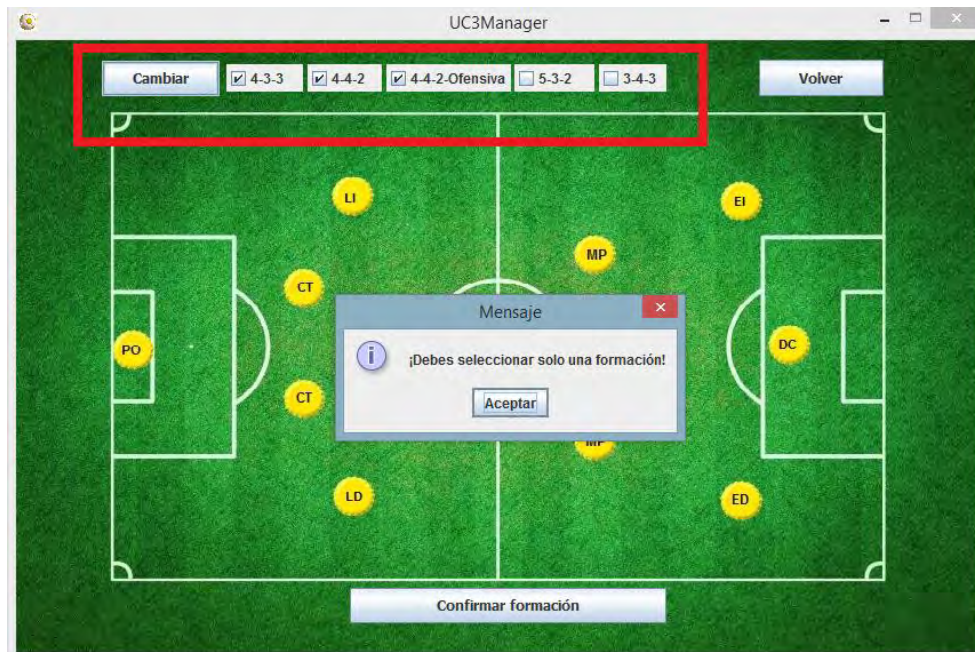 UC3Manager
Cambiar 4-3-3 4-4-2 4-4-2-Ofensiva 5-3-2 3-4-3 Volver
LI
EI
MP
CT
Mensaje
PO
¡Debes seleccionar solo una formación!
DC
CT
Aceptar
MP
LD
ED
Confirmar formación